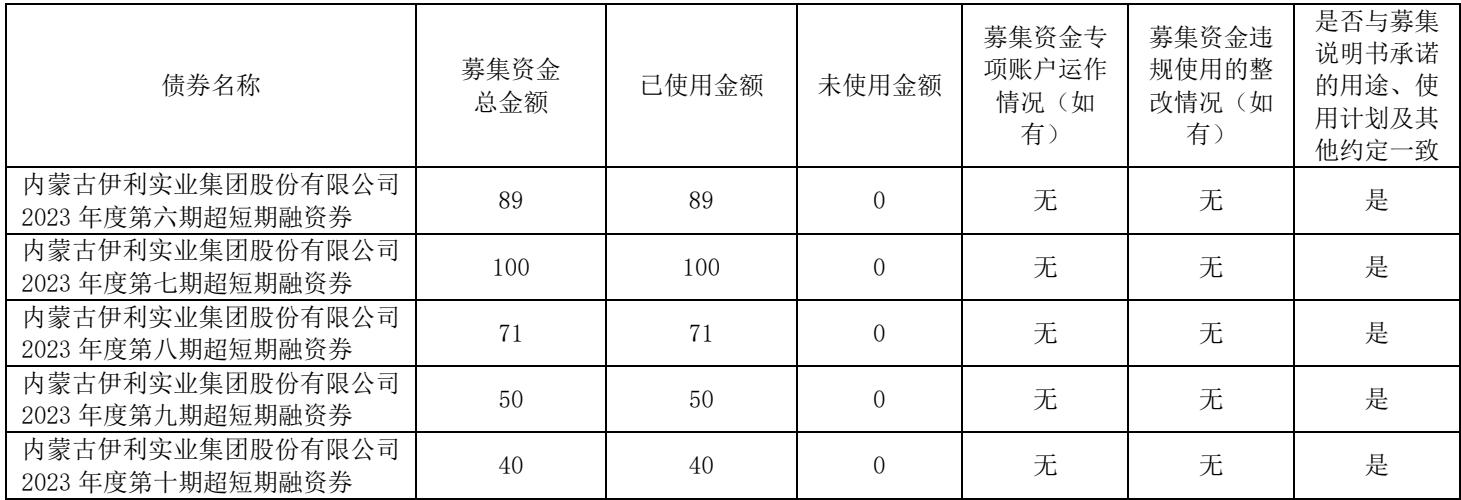 债券名称
募集资金
总金额
已使用金额
未使用金额
募集资金专
项账户运作
情况（如
有）
募集资金违
规使用的整
改情况（如
有）
是否与募集
说明书承诺
的用途、使
用计划及其
他约定一致
内蒙古伊利实业集团股份有限公司
2023 年度第六期超短期融资券
89
89
0
无
无
是
内蒙古伊利实业集团股份有限公司
2023 年度第七期超短期融资券
100
100
0
无
无
是
内蒙古伊利实业集团股份有限公司
2023 年度第八期超短期融资券
71
71
0
无
无
是
内蒙古伊利实业集团股份有限公司
2023 年度第九期超短期融资券
50
50
0
无
无
是
内蒙古伊利实业集团股份有限公司
2023 年度第十期超短期融资券
40
40
0
无
无
是